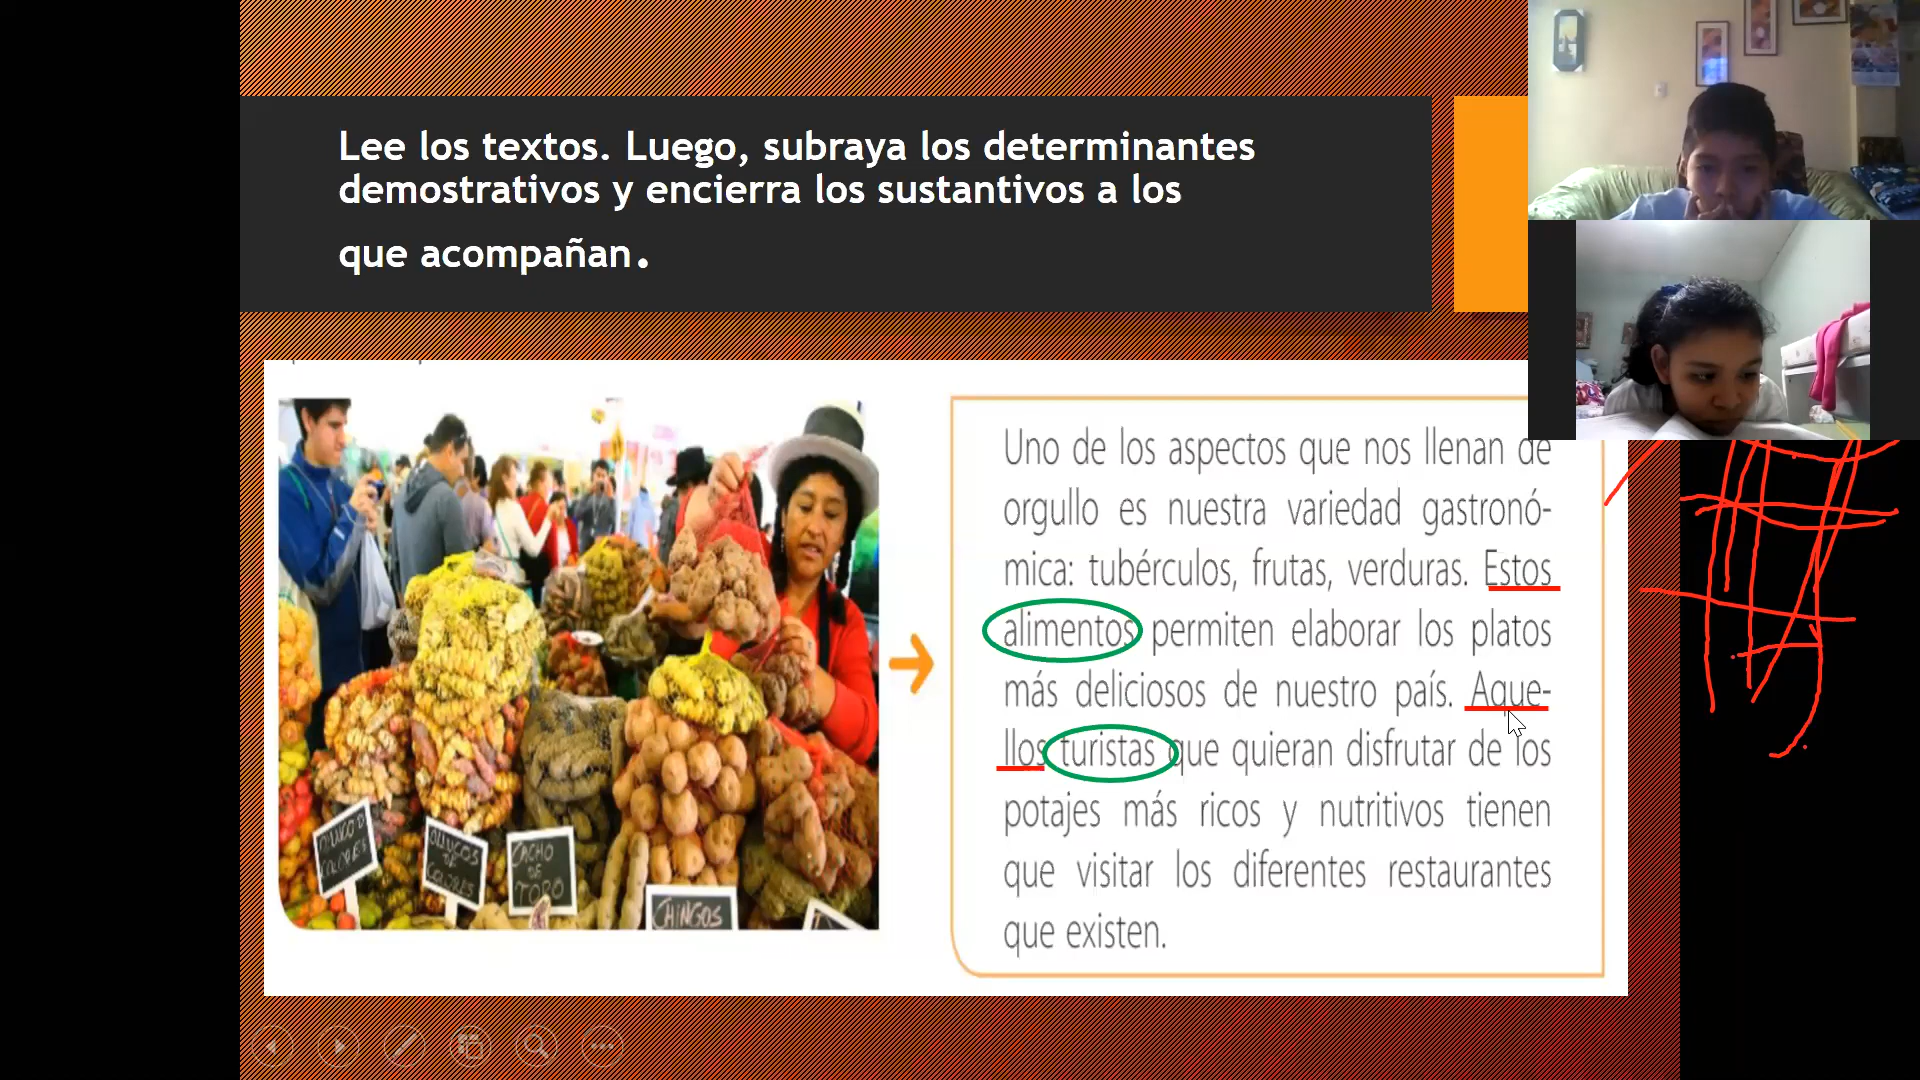 Lee los textos. Luego, subraya los determinantes
demostrativos y encierra los sustantivos a los
que acompañan.
Uno de los aspectos que nos llenan de
orgullo es nuestra variedad gastronó-
mica: tubérculos, frutas, verduras. Estos
alimentos permiten elaborar los platos
más deliciosos de nuestro país. Aque-
llos turistas que quieran disfrutar de los
potajes más ricos y nutritivos tienen
que visitar los diferentes restaurantes
que existen.
OLLUCOS
DE
COLORES
CACHO
DE
TORO
CHINGOS